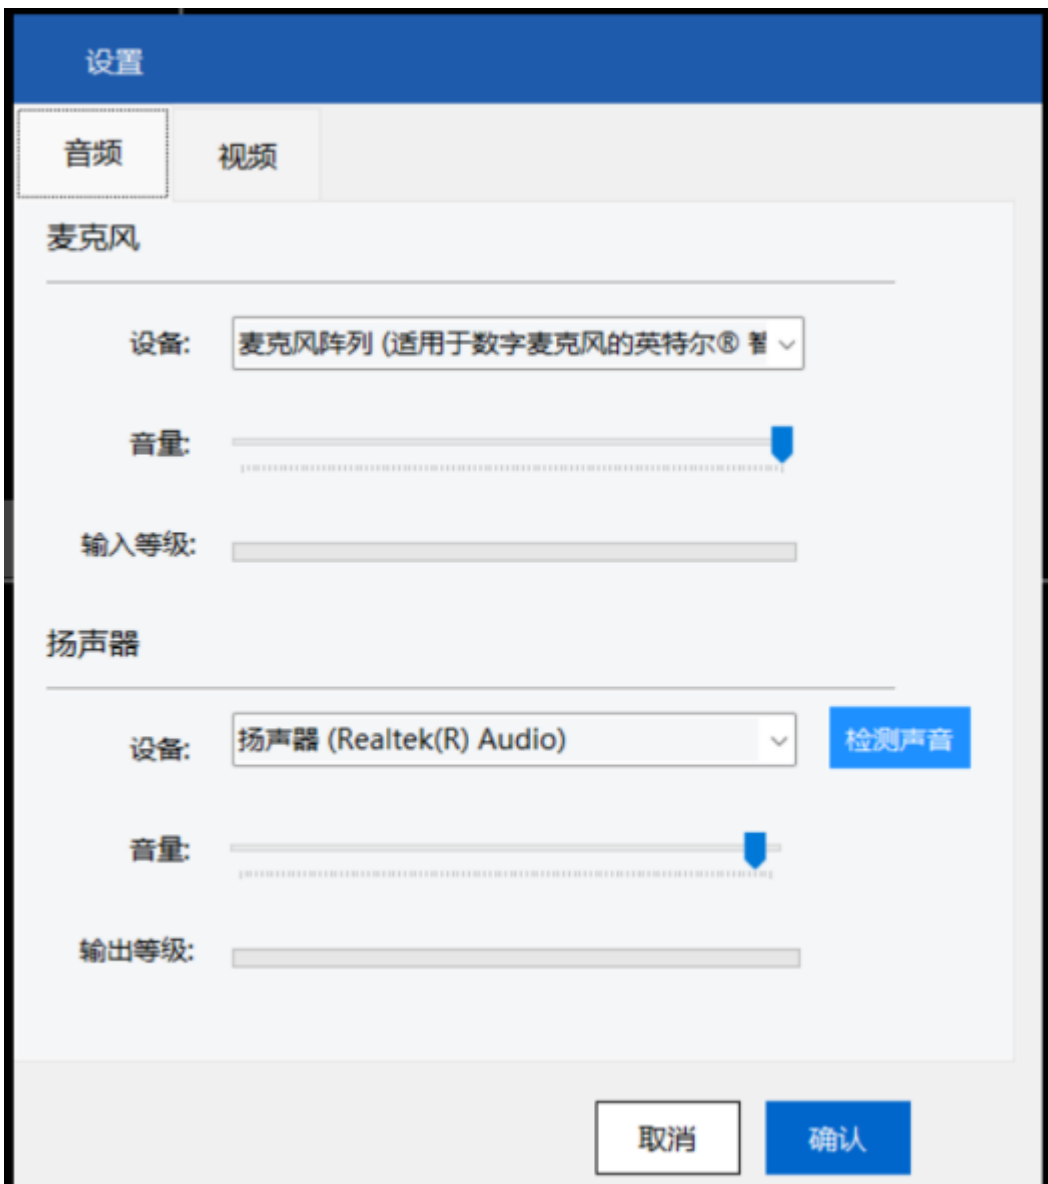 设置
音频
视频
麦克风
设备: 麦克风阵列 (适用于数字麦克风的英特尔®
音量:
输入等级:
扬声器
设备: 扬声器 (Realtek(R) Audio) 检测声音
音量:
输出等级:
取消 确认